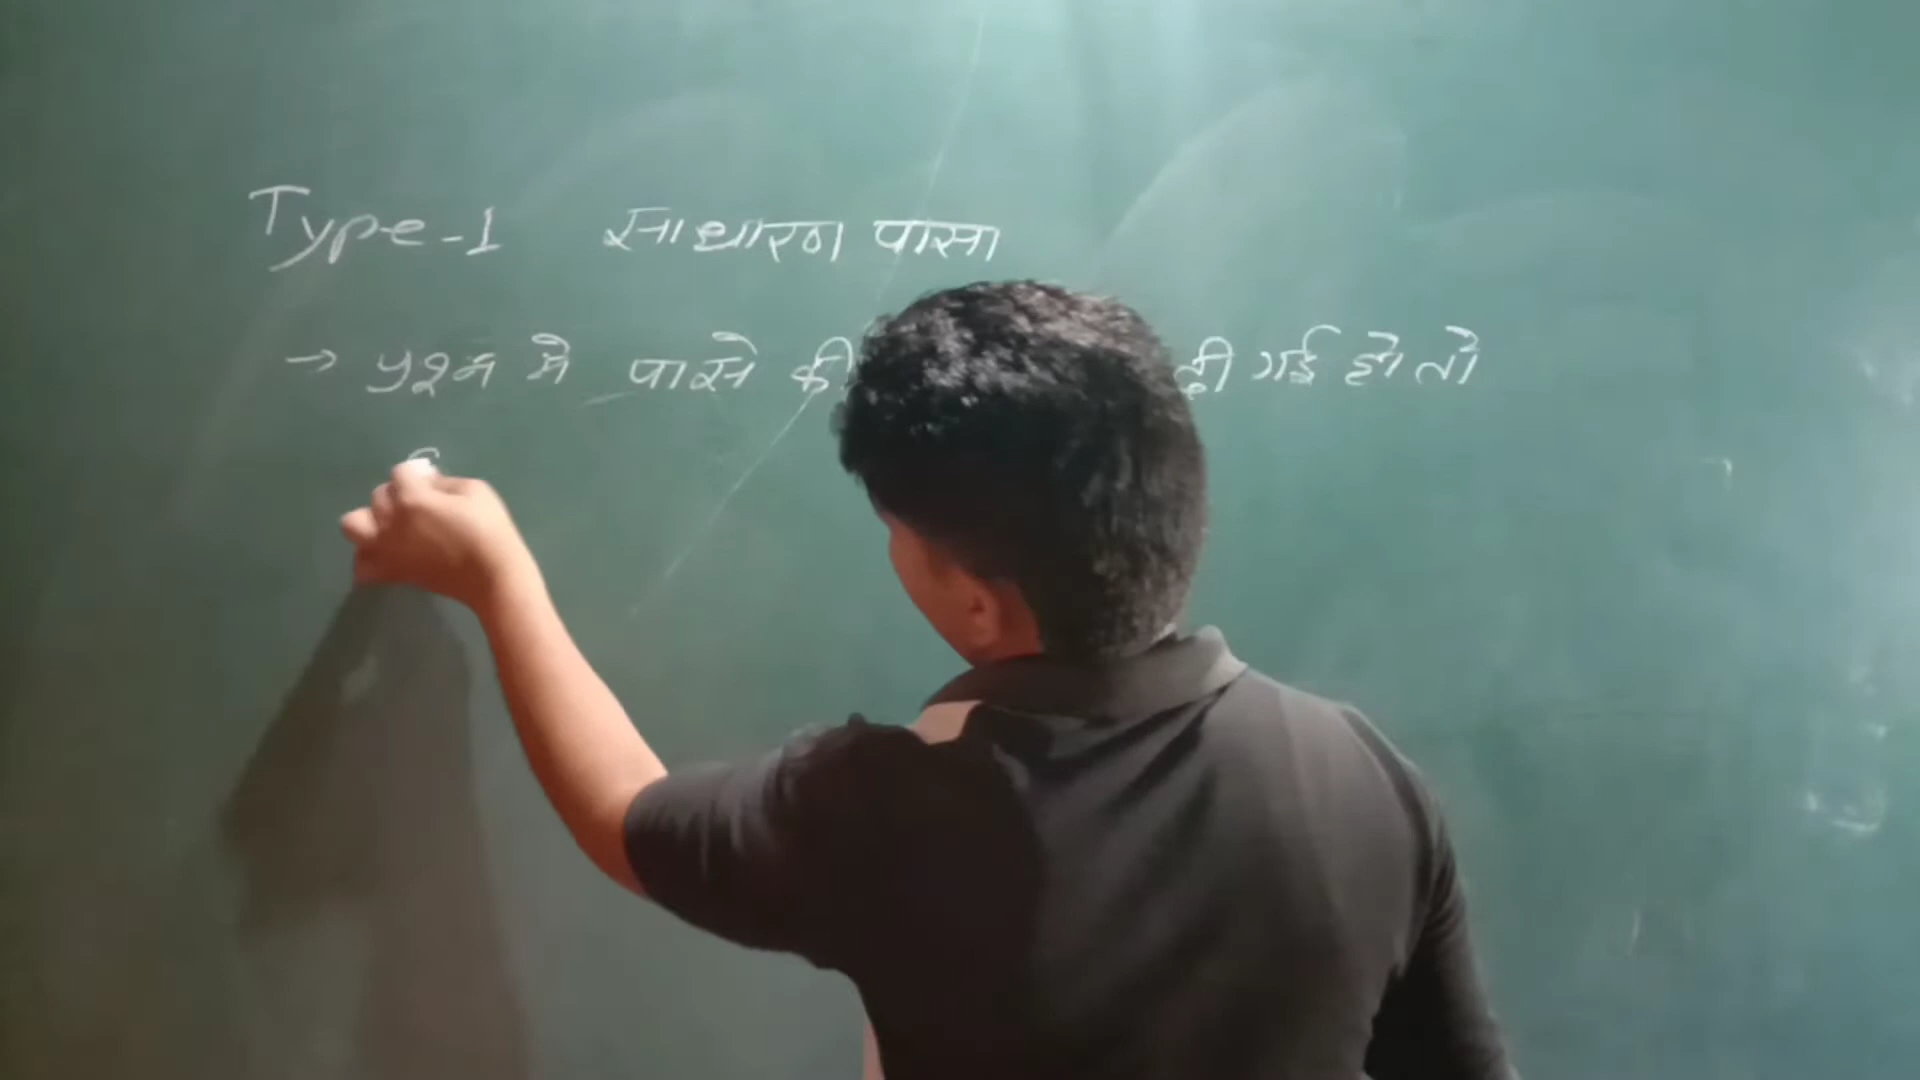 Type-1 साधारण पासा
→ प्रश्न मे पासे की दी गई हो तो